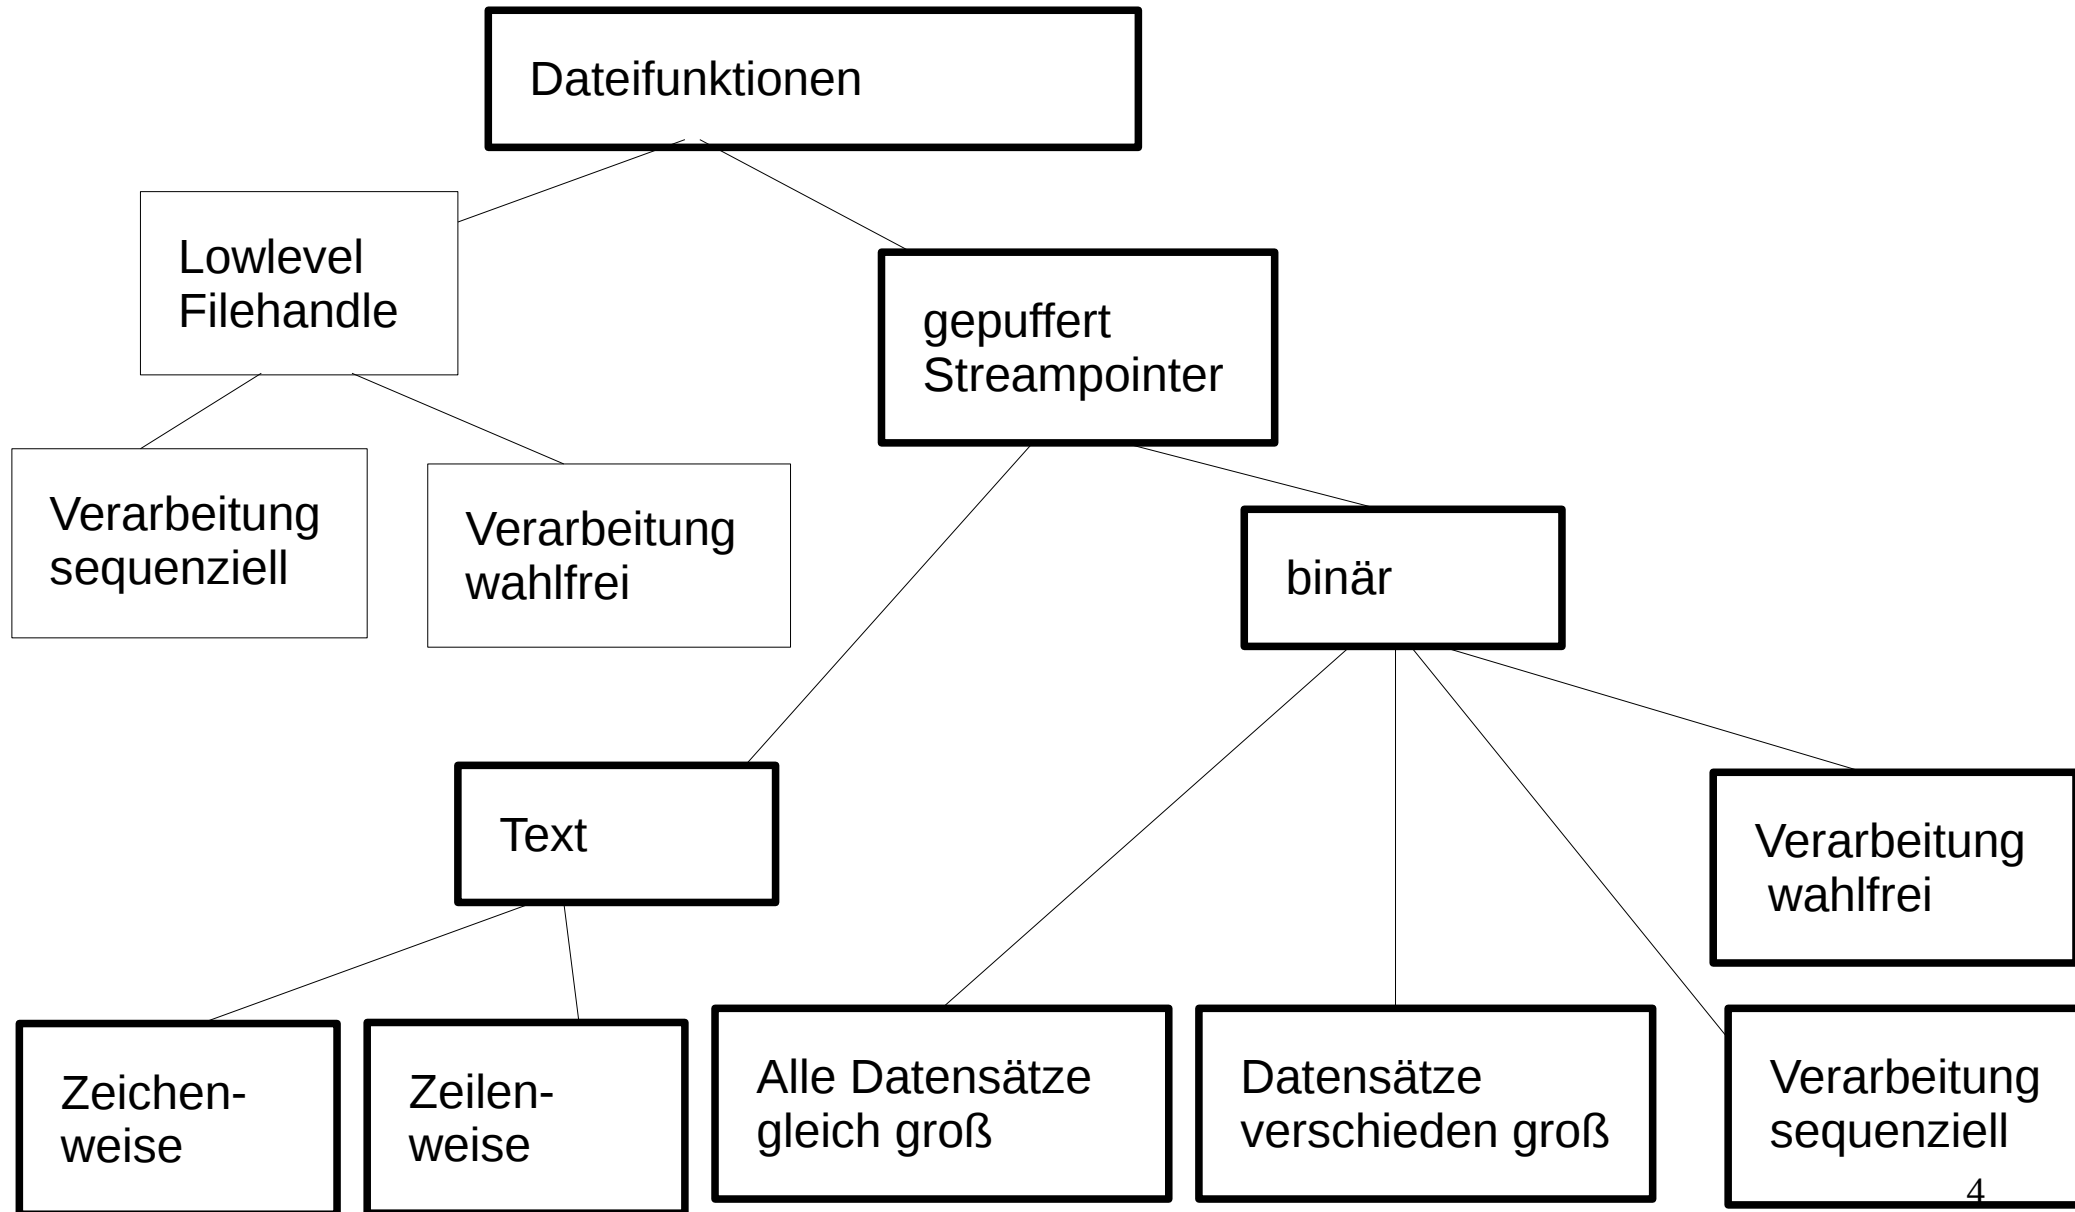 Dateifunktionen
Lowlevel
Filehandle
gepuffert
Streampointer
Verarbeitung
sequenziell
Verarbeitung
wahlfrei
binär
Text
Verarbeitung
wahlfrei
Zeichen-
weise
Zeilen-
weise
Alle Datensätze
gleich groß
Datensätze
verschieden groß
Verarbeitung
sequenziell
4